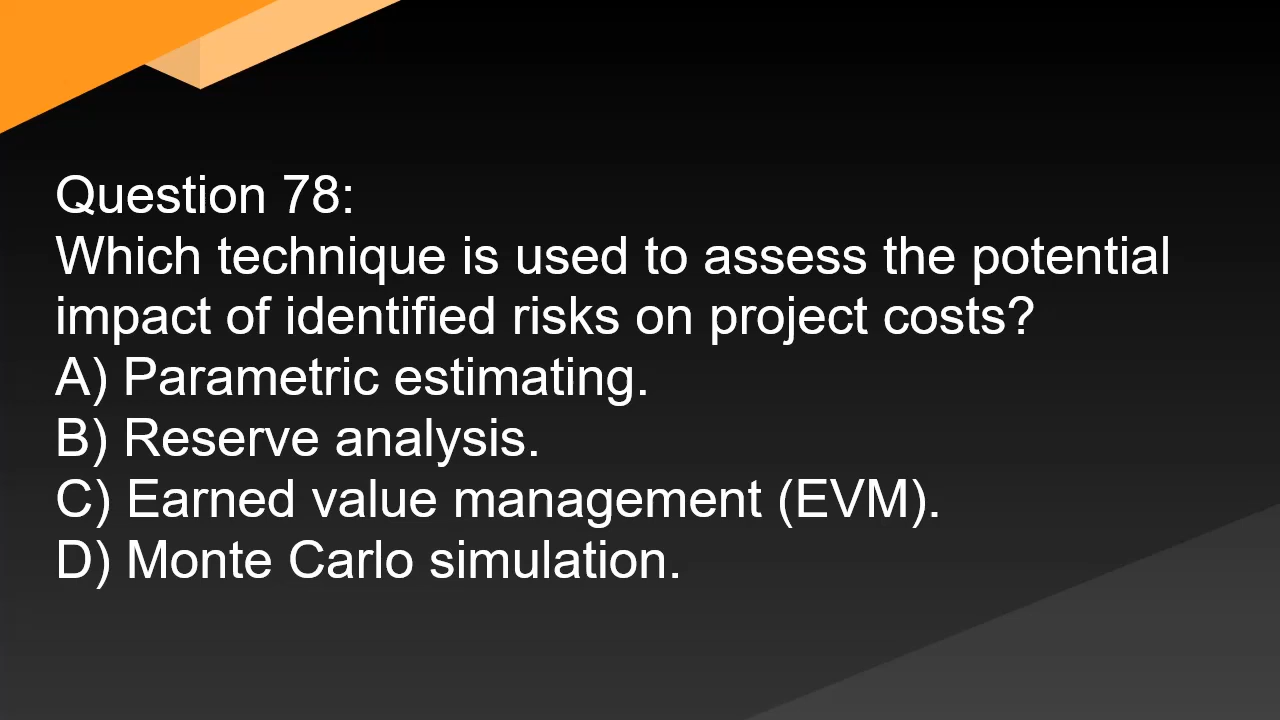 Question 78:
Which technique is used to assess the potential
impact of identified risks on project costs?
A) Parametric estimating.
B) Reserve analysis.
C) Earned value management (EVM).
D) Monte Carlo simulation.